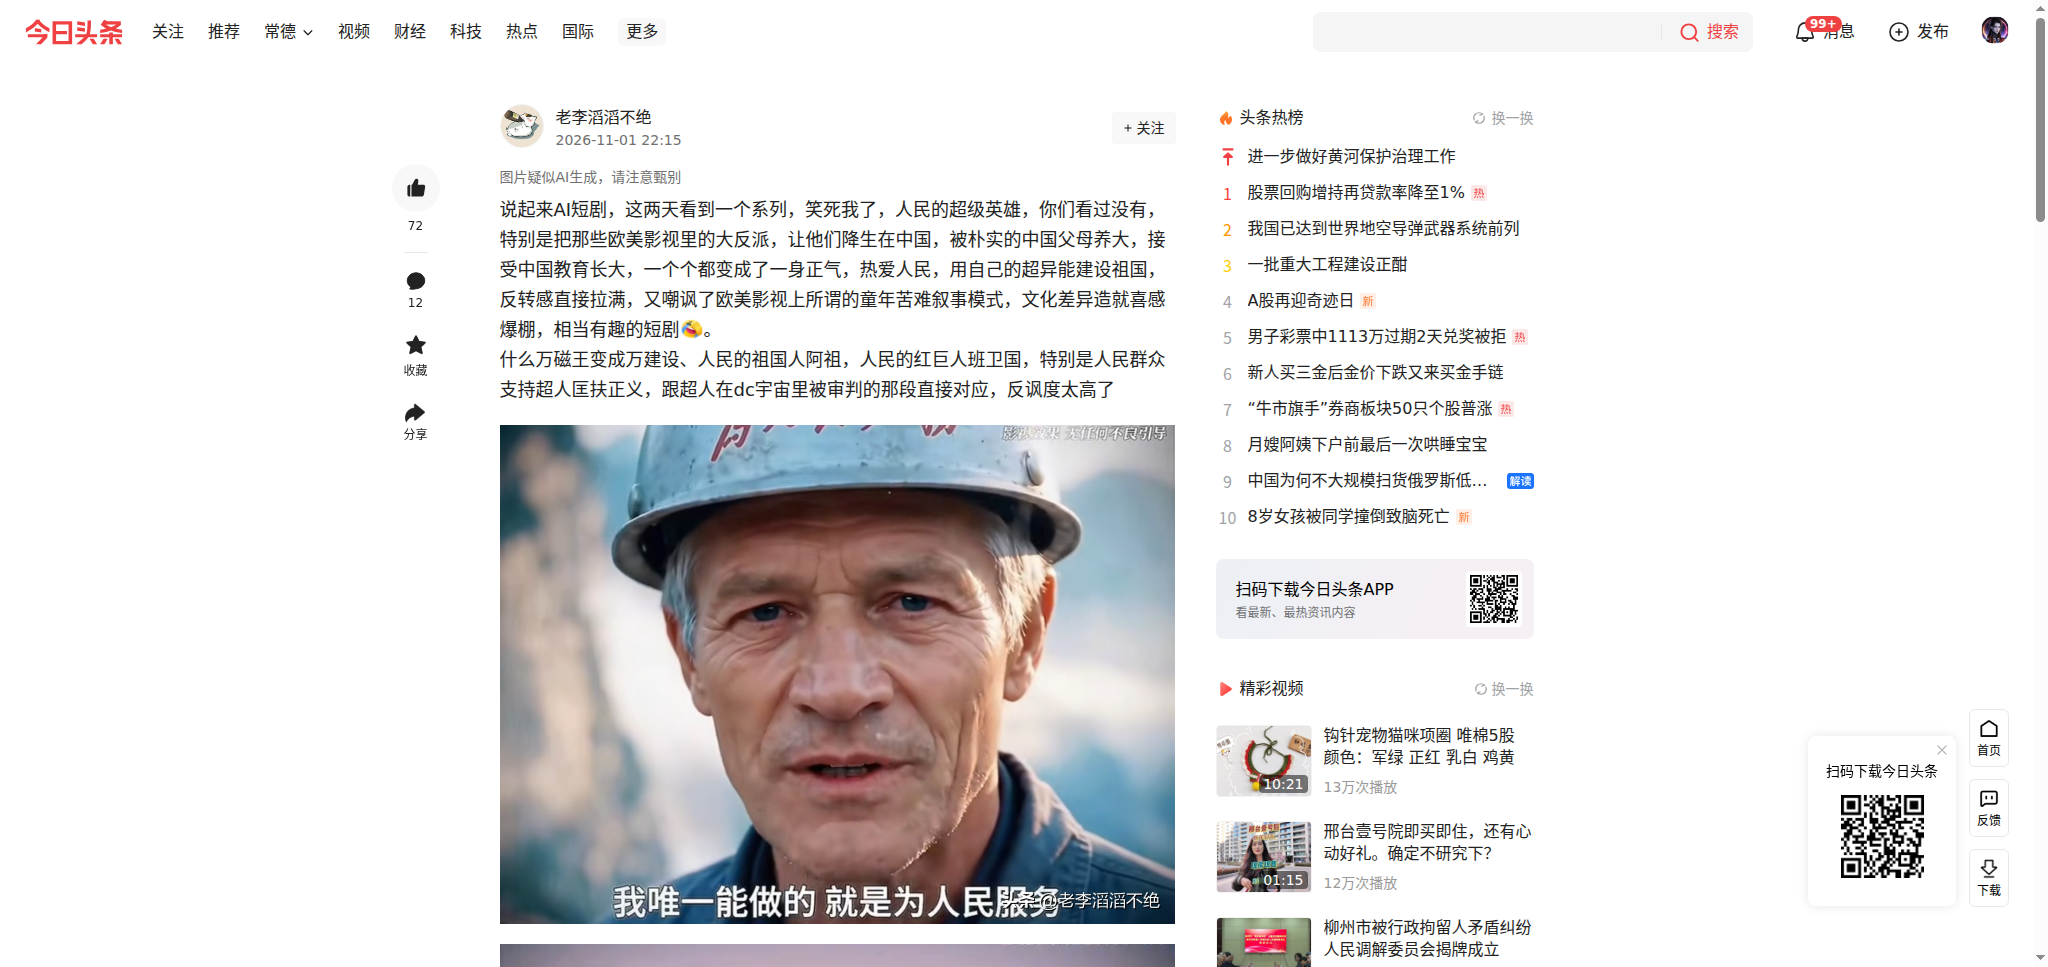 今日头条
关注
推荐
常德
视频
财经
科技
热点
国际
更多
搜索
99+
消息
发布
老李滔滔不绝
2026-11-01 22:15
+ 关注
图片疑似AI生成，请注意甄别
说起来AI短剧，这两天看到一个系列，笑死我了，人民的超级英雄，你们看过没有，
特别是把那些欧美影视里的大反派，让他们降生在中国，被朴实的中国父母养大，接
受中国教育长大，一个个都变成了一身正气，热爱人民，用自己的超异能建设祖国，
反转感直接拉满，又嘲讽了欧美影视上所谓的童年苦难叙事模式，文化差异造就喜感
爆棚，相当有趣的短剧🤣。
什么万磁王变成万建设、人民的祖国人阿祖，人民的红巨人班卫国，特别是人民群众
支持超人匡扶正义，跟超人在dc宇宙里被审判的那段直接对应，反讽度太高了
72
12
收藏
分享
影视效果 无任何不良引导
我唯一能做的 就是为人民服务
头条 @老李滔滔不绝
头条热榜
换一换
进一步做好黄河保护治理工作
1 股票回购增持再贷款率降至1% 热
2 我国已达到世界地空导弹武器系统前列
3 一批重大工程建设正酣
4 A股再迎奇迹日 新
5 男子彩票中1113万过期2天兑奖被拒 热
6 新人买三金后金价下跌又来买金手链
7 “牛市旗手”券商板块50只个股普涨 热
8 月嫂阿姨下户前最后一次哄睡宝宝
9 中国为何不大规模扫货俄罗斯低… 解读
10 8岁女孩被同学撞倒致脑死亡 新
扫码下载今日头条APP
看最新、最热资讯内容
精彩视频
换一换
钩针宠物猫咪项圈 唯棉5股
颜色：军绿 正红 乳白 鸡黄
10:21
13万次播放
邢台壹号院即买即住，还有心
动好礼。确定不研究下？
01:15
12万次播放
柳州市被行政拘留人矛盾纠纷
人民调解委员会揭牌成立
扫码下载今日头条
首页
反馈
下载